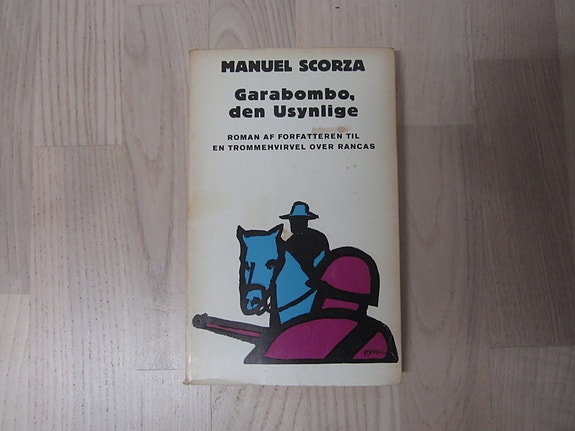 MANUEL SCORZA
Garabombo,
den Usynlige
ROMAN AF FORFATTEREN TIL
EN TROMMEHVIRVEL OVER RANCAS